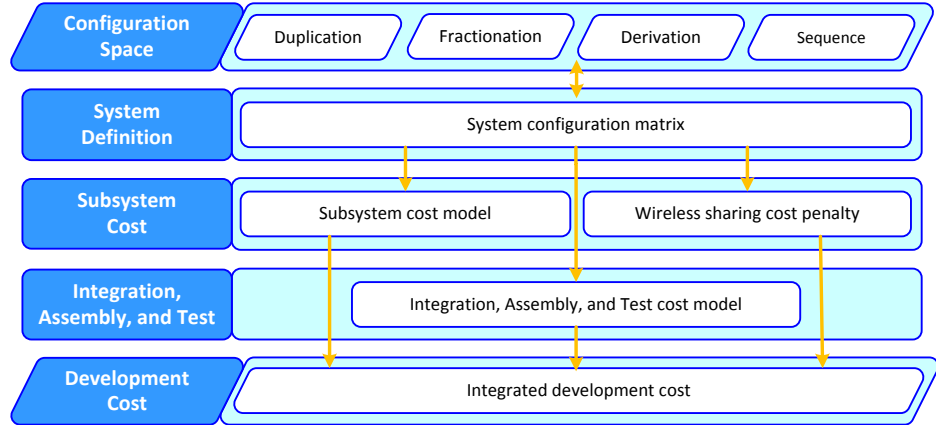 Configuration
Space
Duplication
Fractionation
Derivation
Sequence
System
Definition
System configuration matrix
Subsystem
Cost
Subsystem cost model
Wireless sharing cost penalty
Integration,
Assembly, and Test
Integration, Assembly, and Test cost model
Development
Cost
Integrated development cost